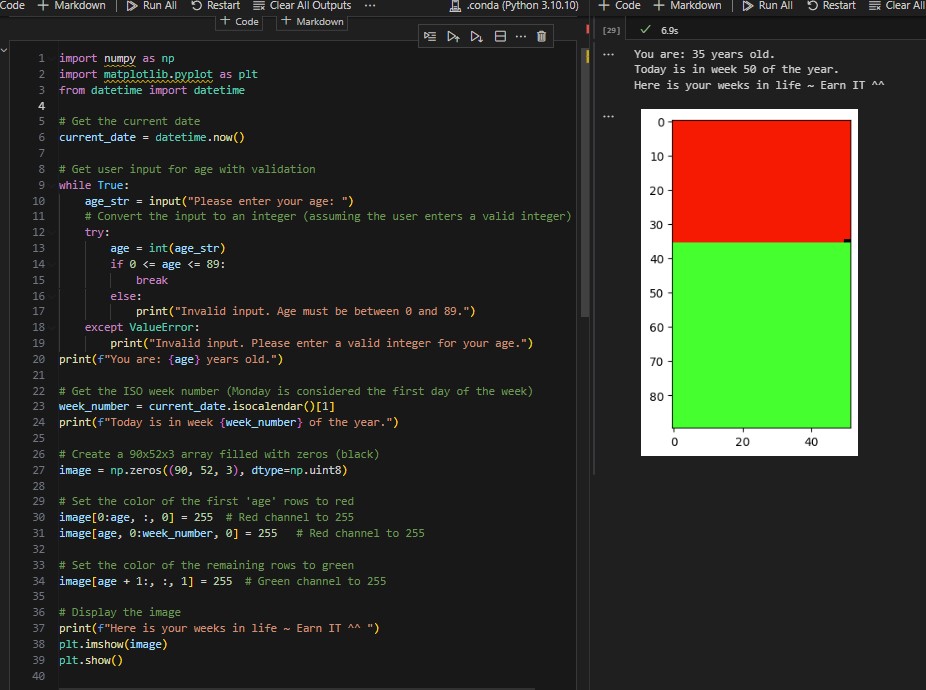 Code + Markdown Run All Restart Clear All Outputs ... .conda (Python 3.10.10)
+ Code + Markdown
1 import numpy as np
2 import matplotlib.pyplot as plt
3 from datetime import datetime
4
5 # Get the current date
6 current_date = datetime.now()
7
8 # Get user input for age with validation
9 while True:
10 age_str = input("Please enter your age: ")
11 # Convert the input to an integer (assuming the user enters a valid integer)
12 try:
13 age = int(age_str)
14 if 0 <= age <= 89:
15 break
16 else:
17 print("Invalid input. Age must be between 0 and 89.")
18 except ValueError:
19 print("Invalid input. Please enter a valid integer for your age.")
20 print(f"You are: {age} years old.")
21
22 # Get the ISO week number (Monday is considered the first day of the week)
23 week_number = current_date.isocalendar()[1]
24 print(f"Today is in week {week_number} of the year.")
25
26 # Create a 90x52x3 array filled with zeros (black)
27 image = np.zeros((90, 52, 3), dtype=np.uint8)
28
29 # Set the color of the first 'age' rows to red
30 image[0:age, :, 0] = 255 # Red channel to 255
31 image[age, 0:week_number, 0] = 255 # Red channel to 255
32
33 # Set the color of the remaining rows to green
34 image[age + 1:, :, 1] = 255 # Green channel to 255
35
36 # Display the image
37 print(f"Here is your weeks in life ~ Earn IT ^^ ")
38 plt.imshow(image)
39 plt.show()
40
+ Code + Markdown Run All Restart Clear All
[29] 6.9s
... You are: 35 years old.
Today is in week 50 of the year.
Here is your weeks in life ~ Earn IT ^^
...
0
10
20
30
40
50
60
70
80
0 20 40